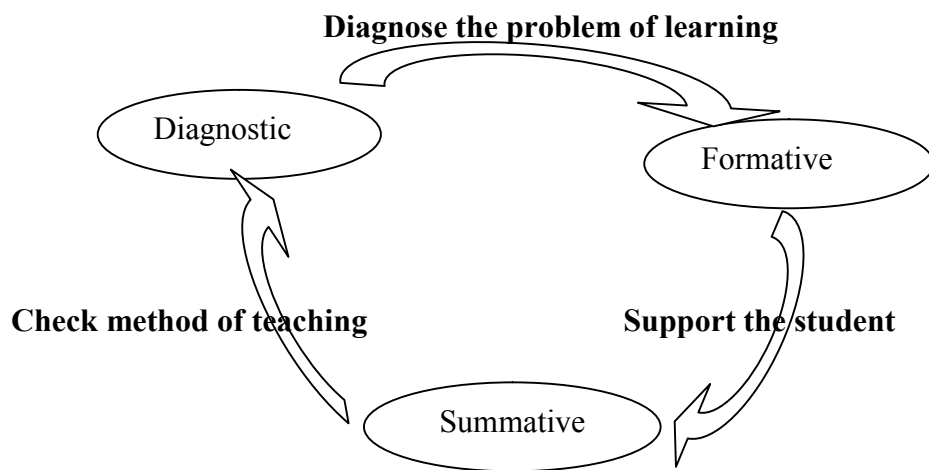 Diagnose the problem of learning
Diagnostic
Formative
Check method of teaching
Support the student
Summative